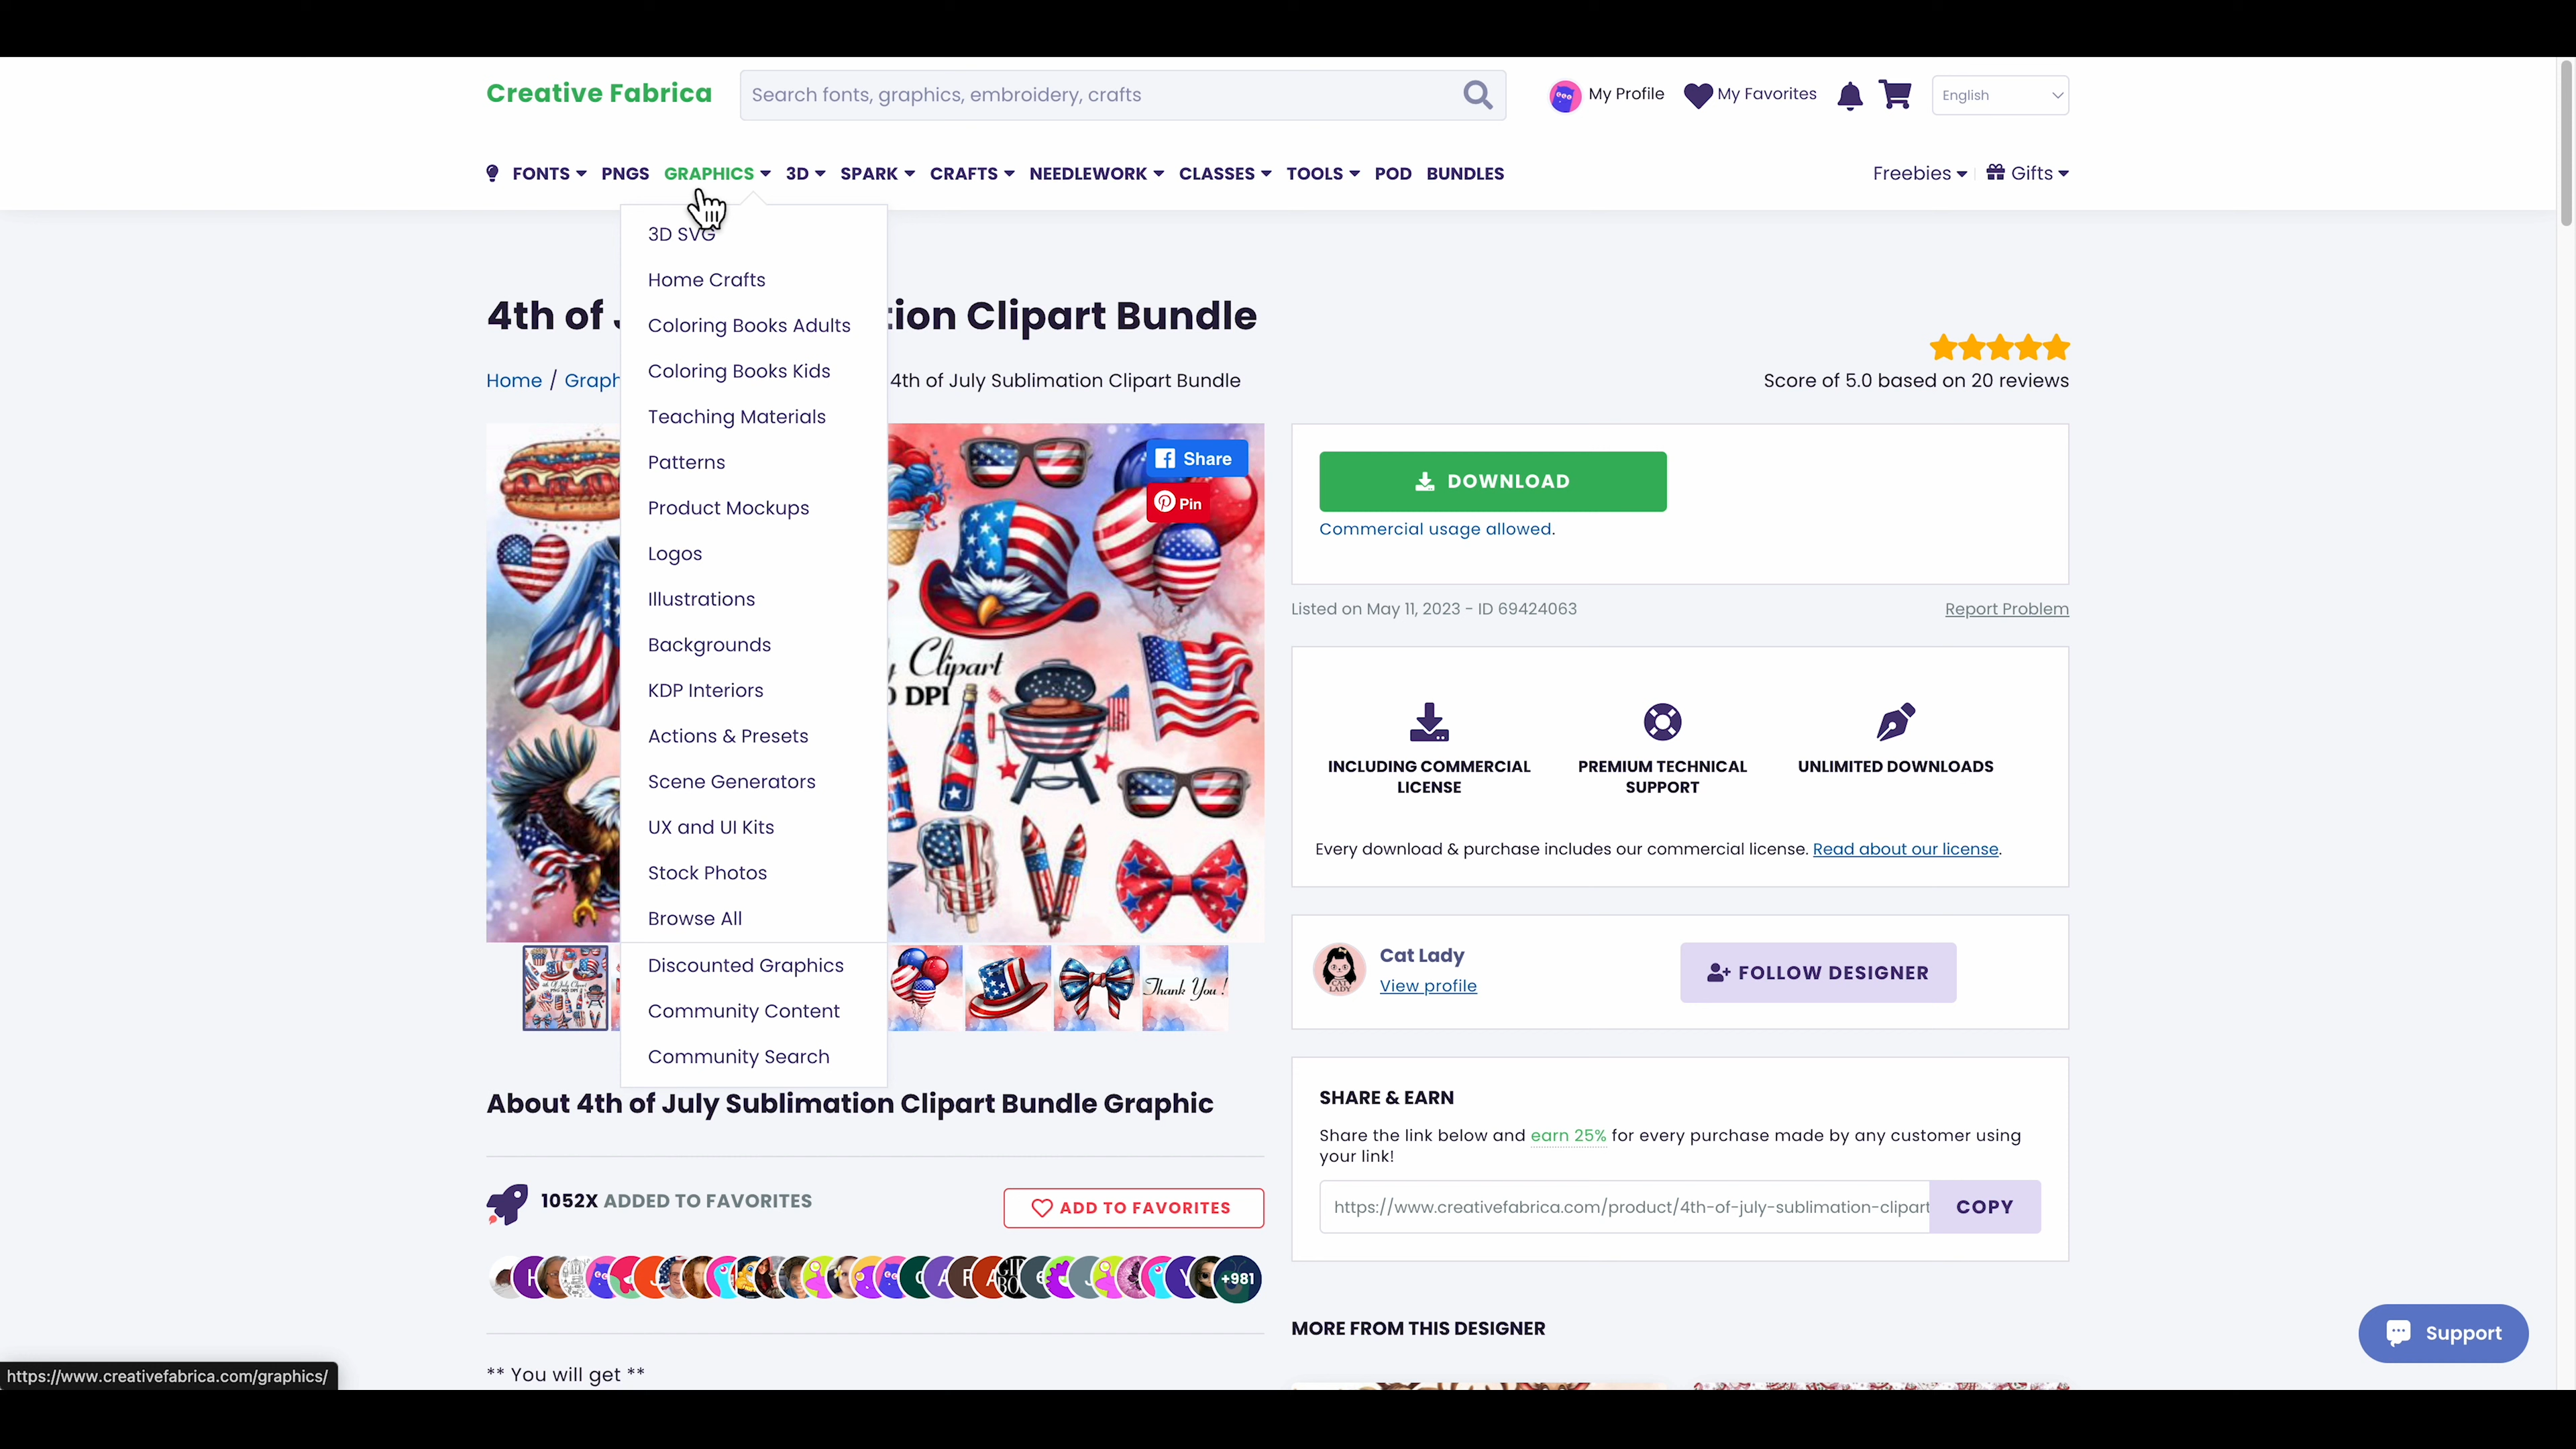 Creative Fabrica
Search fonts, graphics, embroidery, crafts
My Profile
My Favorites
English
FONTS
PNGS
GRAPHICS
3D
SPARK
CRAFTS
NEEDLEWORK
CLASSES
TOOLS
POD
BUNDLES
Freebies
Gifts
3D SVG
Home Crafts
Coloring Books Adults
Coloring Books Kids
Teaching Materials
Patterns
Product Mockups
Logos
Illustrations
Backgrounds
KDP Interiors
Actions & Presets
Scene Generators
UX and UI Kits
Stock Photos
Browse All
Discounted Graphics
Community Content
Community Search
4th of J tion Clipart Bundle
Home / Graph 4th of July Sublimation Clipart Bundle
Score of 5.0 based on 20 reviews
Share
Pin
y Clipart
DPI
Thank You!
DOWNLOAD
Commercial usage allowed.
Listed on May 11, 2023 - ID 69424063
Report Problem
INCLUDING COMMERCIAL
LICENSE
PREMIUM TECHNICAL
SUPPORT
UNLIMITED DOWNLOADS
Every download & purchase includes our commercial license. Read about our license.
CAT
LADY
Cat Lady
View profile
FOLLOW DESIGNER
About 4th of July Sublimation Clipart Bundle Graphic
1052X ADDED TO FAVORITES
ADD TO FAVORITES
+981
** You will get **
SHARE & EARN
Share the link below and earn 25% for every purchase made by any customer using
your link!
https://www.creativefabrica.com/product/4th-of-july-sublimation-clipart
COPY
MORE FROM THIS DESIGNER
Support
https://www.creativefabrica.com/graphics/